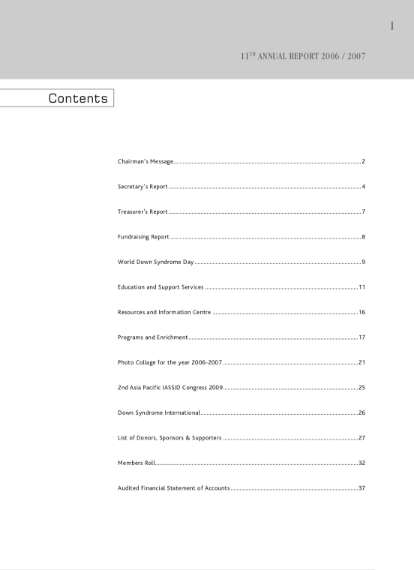 1
11TH ANNUAL REPORT 2006 / 2007
Contents
Chairman's Message.....2
Secretary's Report.....4
Treasurer's Report.....7
Fundraising Report.....8
World Down Syndrome Day.....9
Education and Support Services.....11
Resources and Information Centre.....16
Programs and Enrichment.....17
Photo Collage for the year 2006-2007.....21
2nd Asia Pacific IASSID Congress 2009.....25
Down Syndrome International.....26
List of Donors, Sponsors & Supporters.....27
Members Roll.....32
Audited Financial Statement of Accounts.....37